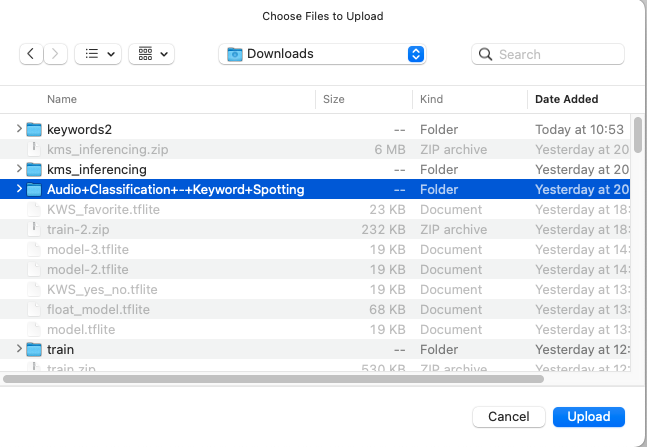 Choose Files to Upload
Downloads
Search
Name Size Kind Date Added
keywords2 -- Folder Today at 10:53
kms_inferencing.zip 6 MB ZIP archive Yesterday at 20
kms_inferencing -- Folder Yesterday at 20
Audio+Classification+-+Keyword+Spotting -- Folder Yesterday at 20
KWS_favorite.tflite 23 KB Document Yesterday at 18
train-2.zip 232 KB ZIP archive Yesterday at 18
model-3.tflite 19 KB Document Yesterday at 14
model-2.tflite 19 KB Document Yesterday at 14
KWS_yes_no.tflite 19 KB Document Yesterday at 13
float_model.tflite 68 KB Document Yesterday at 13
model.tflite 19 KB Document Yesterday at 13
train -- Folder Yesterday at 12:
train.zip 530 KB ZIP archive Yesterday at 12:
Cancel Upload